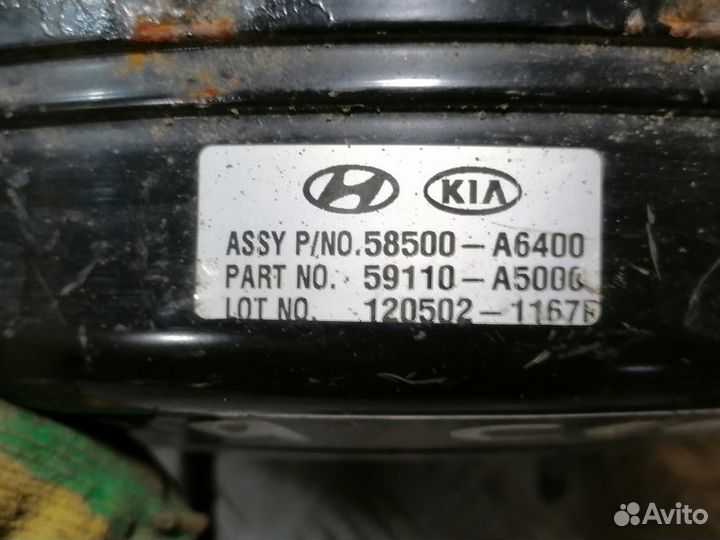 KIA
ASSY P/NO. 58500-A6400
PART NO. 59110-A5000
LOT NO. 120502-1167
Avito